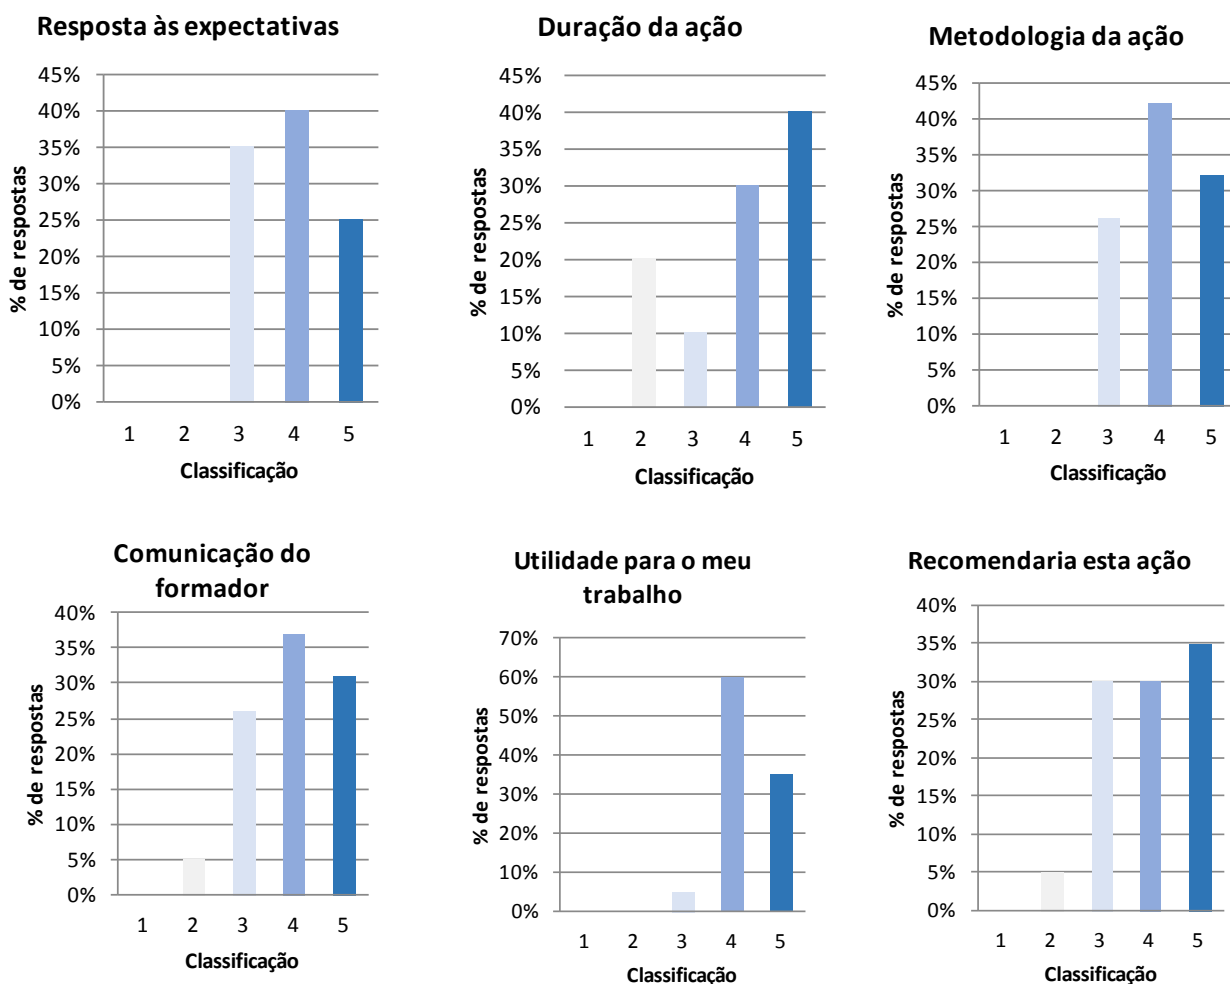 Resposta às expectativas
45%
40%
35%
30%
25%
20%
15%
10%
5%
0%
% de respostas
1 2 3 4 5
Classificação
Duração da ação
45%
40%
35%
30%
25%
20%
15%
10%
5%
0%
% de respostas
1 2 3 4 5
Classificação
Metodologia da ação
45%
40%
35%
30%
25%
20%
15%
10%
5%
0%
% de respostas
1 2 3 4 5
Classificação
Comunicação do
formador
40%
35%
30%
25%
20%
15%
10%
5%
0%
% de respostas
1 2 3 4 5
Classificação
Utilidade para o meu
trabalho
70%
60%
50%
40%
30%
20%
10%
0%
% de respostas
1 2 3 4 5
Classificação
Recomendaria esta ação
40%
35%
30%
25%
20%
15%
10%
5%
0%
% de respostas
1 2 3 4 5
Classificação